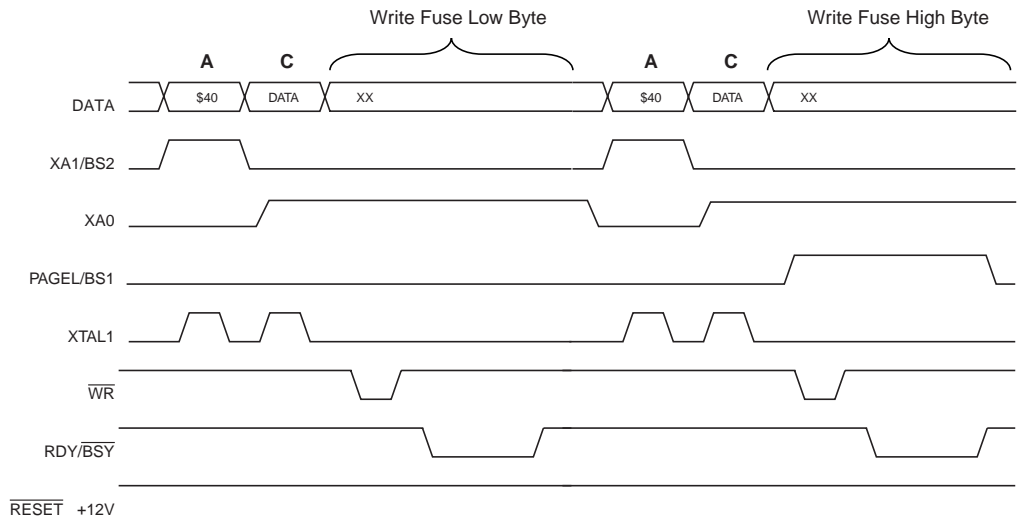 Write Fuse Low Byte Write Fuse High Byte
A C A C
DATA $40 DATA XX $40 DATA XX
XA1/BS2
XA0
PAGEL/BS1
XTAL1
WR
RDY/BSY
RESET +12V